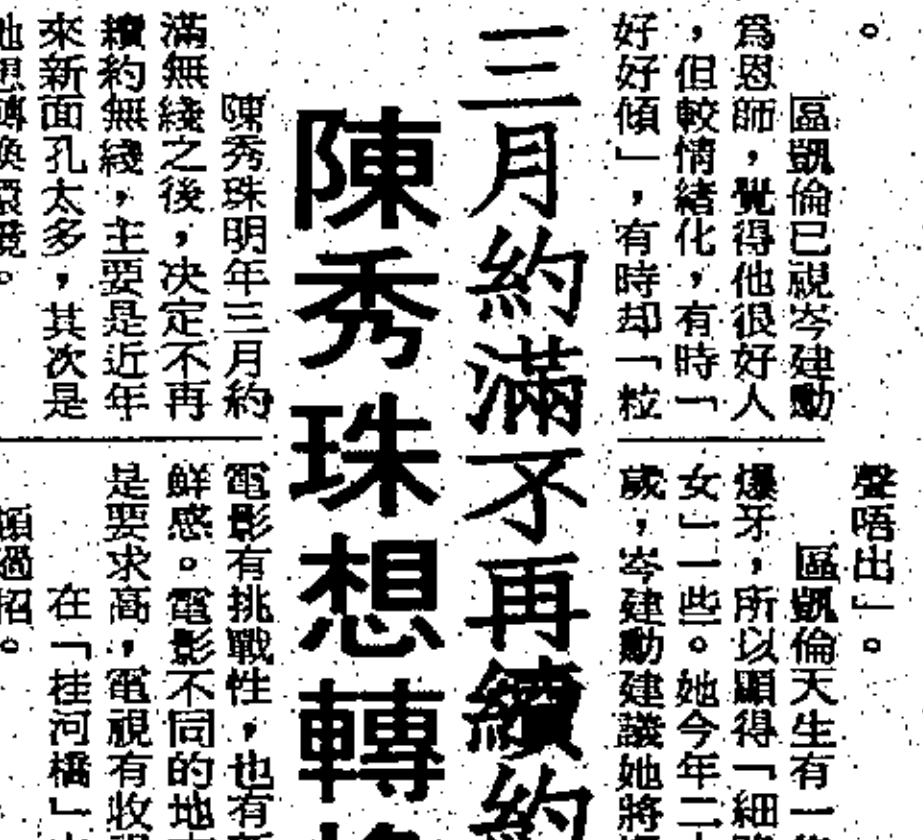 。
區凱倫已視岑建勳
爲恩師，覺得他很好人
，但較情緒化，有時「
好好傾」，有時却「粒
聲唔出」。
區凱倫天生有一
爆牙，所以顯得「細
女」一些。她今年二
歲，岑建勳建議她將
三月約滿不再續約
陳秀珠想轉
陳秀珠明年三月約
滿無綫之後，决定不再
續約無綫，主要是近年
來新面孔太多，其次是
她想轉換環境。
電影有挑戰性，也有
鮮感。電影不同的地
是要求高，電視有收
在「桂河橋」
過招。